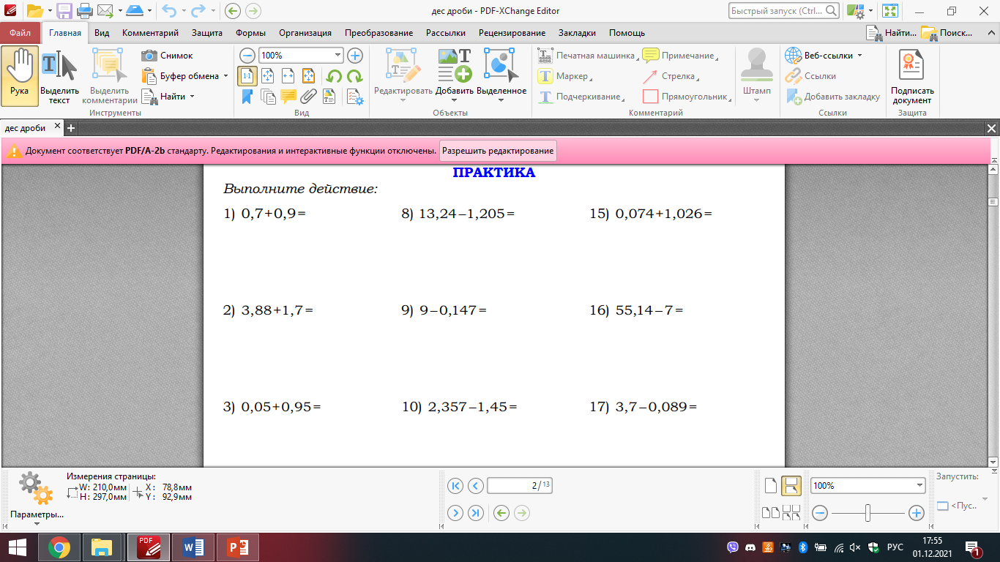 дес дроби - PDF-XChange Editor
Быстрый запуск (Ctrl...
Файл Главная Вид Комментарий Защита Формы Организация Преобразование Рассылки Рецензирование Закладки Помощь
Найти... Поиск...
Рука
Выделить текст
Выделить комментарии
Снимок
Буфер обмена
Найти
Инструменты
100%
1:1
Вид
Редактировать
Добавить
Выделенное
Объекты
Печатная машинка
Маркер
Подчеркивание
Примечание
Стрелка
Прямоугольник
Штамп
Комментарий
Веб-ссылки
Ссылки
Добавить закладку
Ссылки
Подписать документ
Защита
дес дроби
Документ соответствует PDF/A-2b стандарту. Редактирования и интерактивные функции отключены. Разрешить редактирование
ПРАКТИКА
Выполните действие:
1) 0,7+0,9= 8) 13,24–1,205= 15) 0,074+1,026=
2) 3,88+1,7= 9) 9–0,147= 16) 55,14–7=
3) 0,05+0,95= 10) 2,357–1,45= 17) 3,7–0,089=
Параметры...
Измерения страницы:
W: 210,0мм X: 78,8мм
H: 297,0мм Y: 92,9мм
2/13
100%
Запустить:
<Пус..
PDF
РУС
17:55
01.12.2021
1